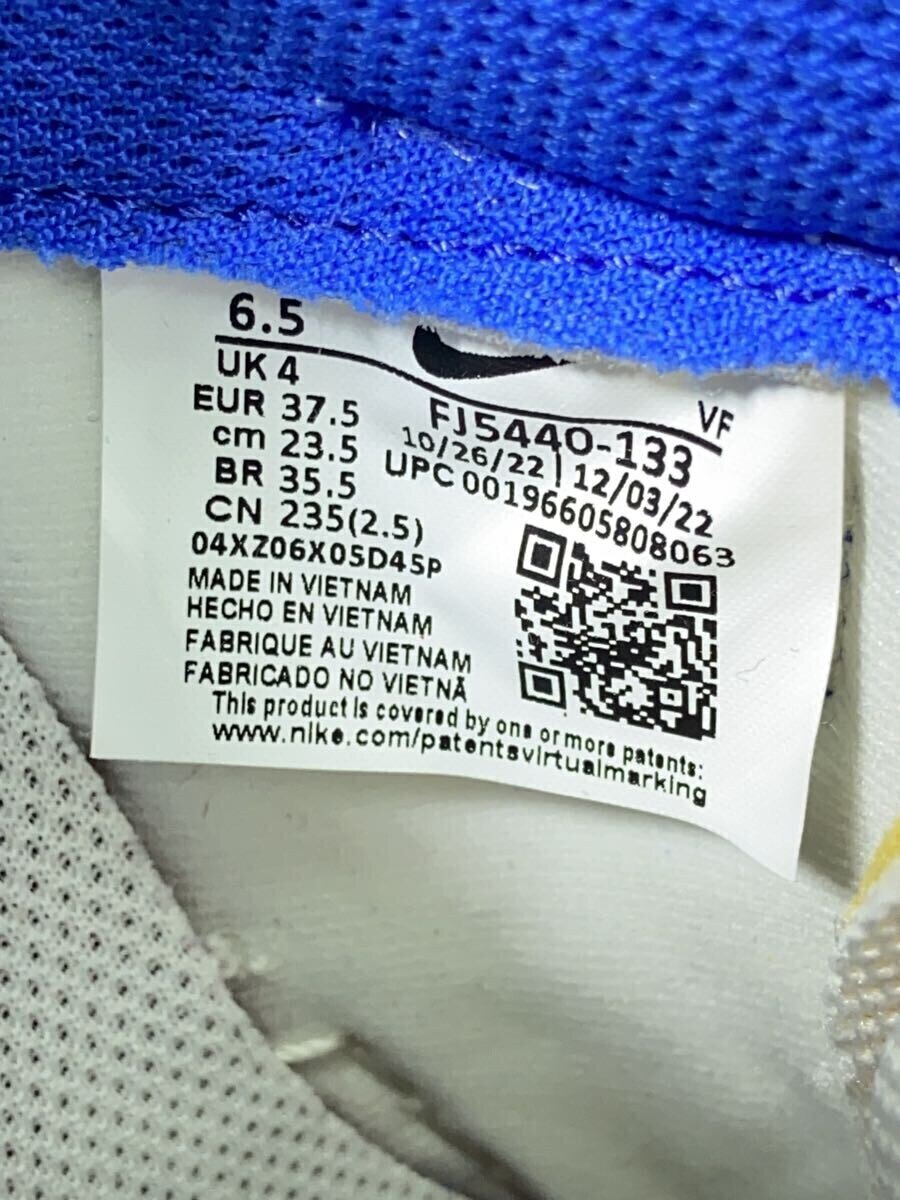 6.5
UK 4
EUR 37.5
cm 23.5
BR 35.5
CN 235(2.5)
VF
FJ5440-133
10/26/22 | 12/03/22
UPC 00196605808063
04XZ06X05D45P
MADE IN VIETNAM
HECHO EN VIETNAM
FABRIQUE AU VIETNAM
FABRICADO NO VIETNÃ
This product is covered by one or more patents:
www.nike.com/patentsvirtualmarking